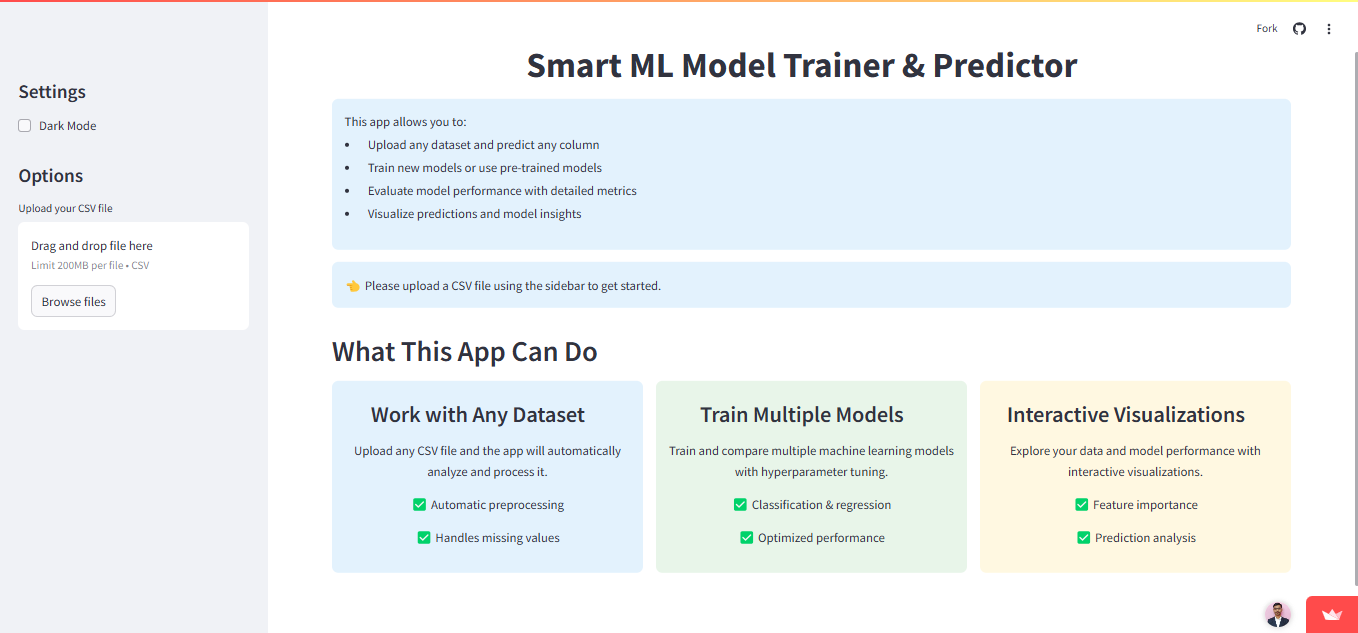 Fork
Settings
Dark Mode
Options
Upload your CSV file
Drag and drop file here
Limit 200MB per file • CSV
Browse files
Smart ML Model Trainer & Predictor
This app allows you to:
• Upload any dataset and predict any column
• Train new models or use pre-trained models
• Evaluate model performance with detailed metrics
• Visualize predictions and model insights
👈 Please upload a CSV file using the sidebar to get started.
What This App Can Do
Work with Any Dataset
Upload any CSV file and the app will automatically
analyze and process it.
✅ Automatic preprocessing
✅ Handles missing values
Train Multiple Models
Train and compare multiple machine learning models
with hyperparameter tuning.
✅ Classification & regression
✅ Optimized performance
Interactive Visualizations
Explore your data and model performance with
interactive visualizations.
✅ Feature importance
✅ Prediction analysis